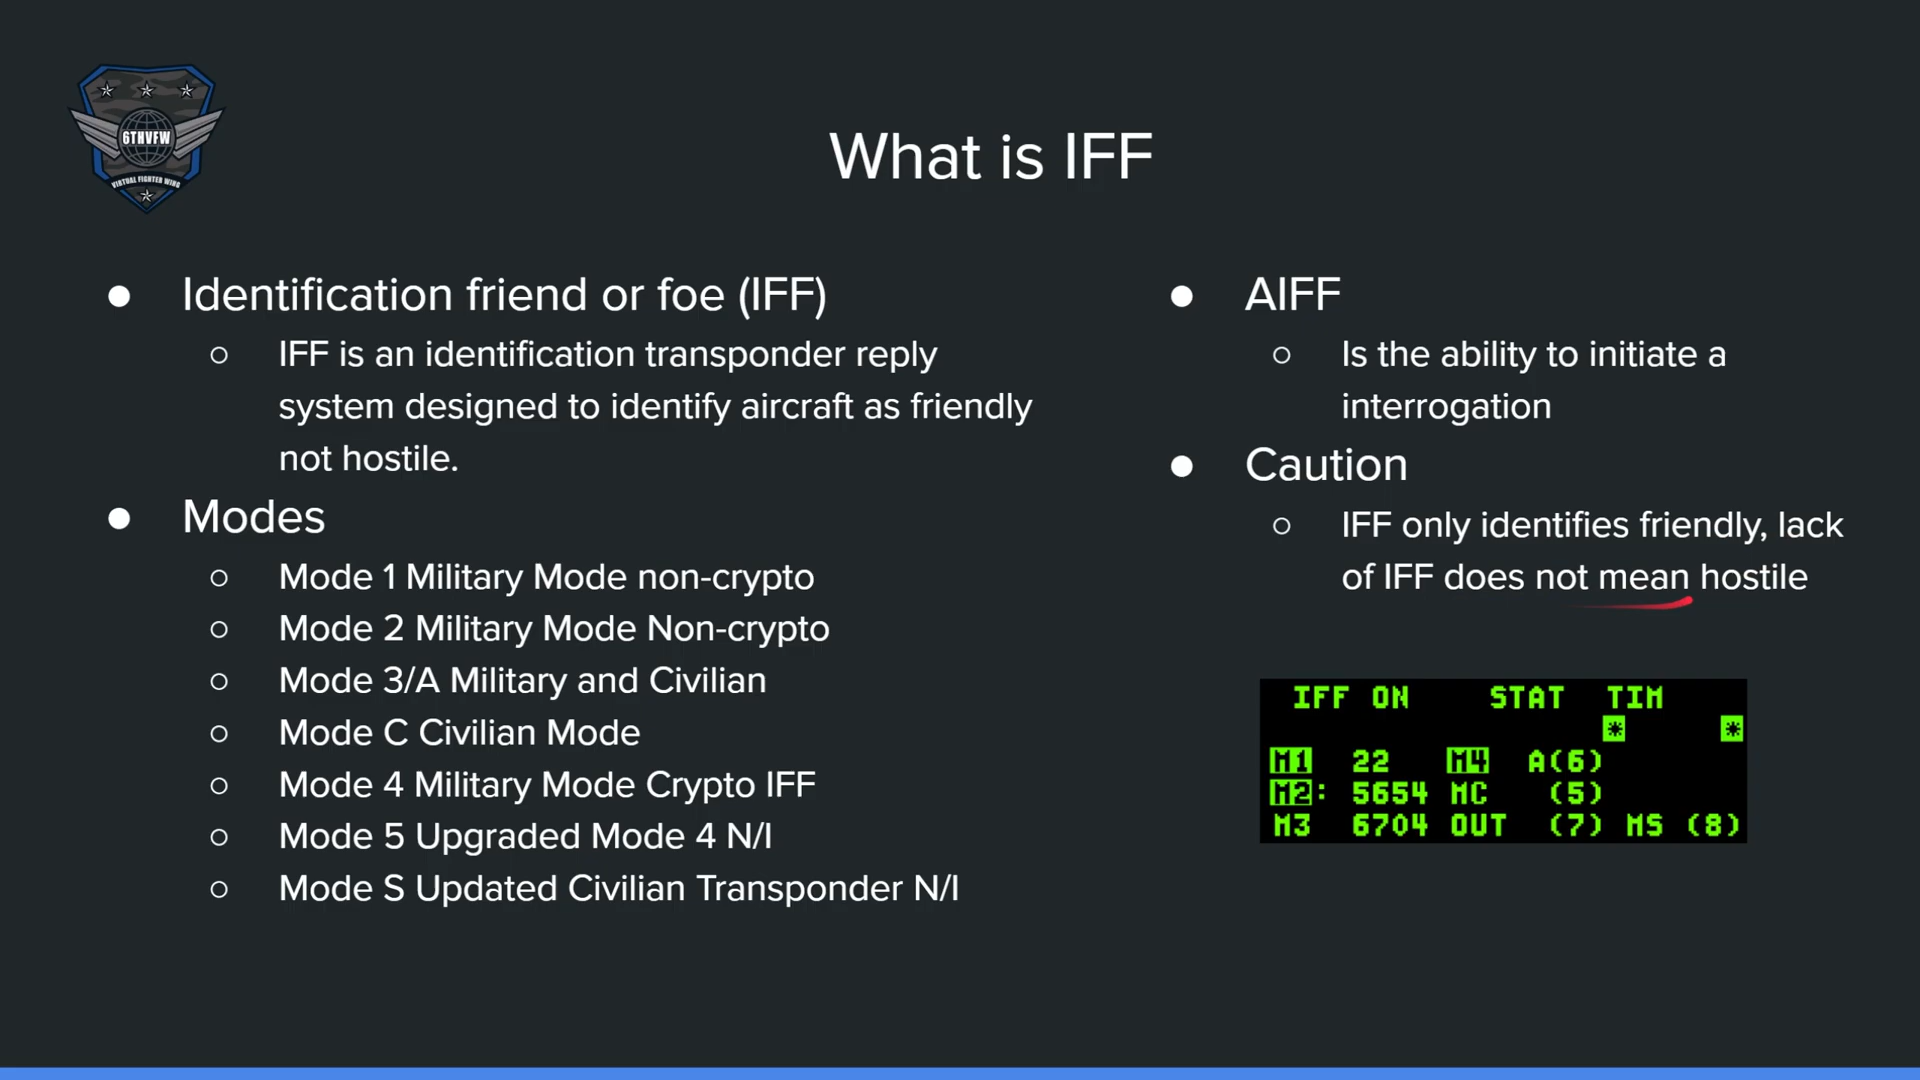 6THVFW
VIRTUAL FIGHTER WING
What is IFF
Identification friend or foe (IFF)
IFF is an identification transponder reply
system designed to identify aircraft as friendly
not hostile.
Modes
Mode 1 Military Mode non-crypto
Mode 2 Military Mode Non-crypto
Mode 3/A Military and Civilian
Mode C Civilian Mode
Mode 4 Military Mode Crypto IFF
Mode 5 Upgraded Mode 4 N/I
Mode S Updated Civilian Transponder N/I
AIFF
Is the ability to initiate a
interrogation
Caution
IFF only identifies friendly, lack
of IFF does not mean hostile
IFF ON STAT TIM
* *
M1 22 M4 A(6)
M2: 5654 MC (5)
M3 6704 OUT (7) MS (8)